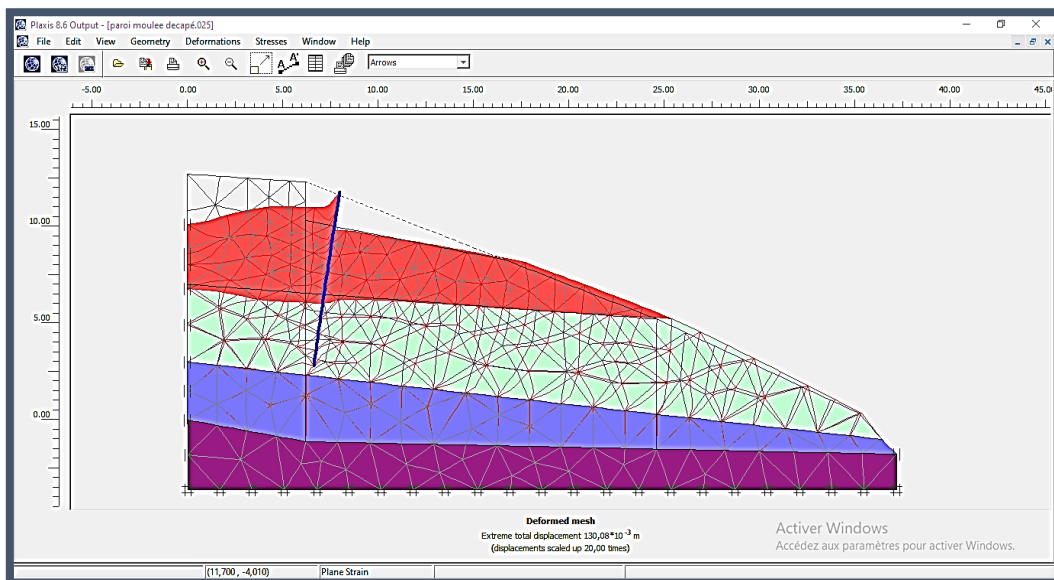 Plaxis 8.6 Output - [paroi moulee decapé.025]
File Edit View Geometry Deformations Stresses Window Help
A A' Arrows
-5.00 0.00 5.00 10.00 15.00 20.00 25.00 30.00 35.00 40.00 45.0
15.00
10.00
5.00
0.00
Deformed mesh
Extreme total displacement 130,08*10 -3 m
(displacements scaled up 20,00 times)
Activer Windows
Accédez aux paramètres pour activer Windows.
(11,700 , -4,010) Plane Strain